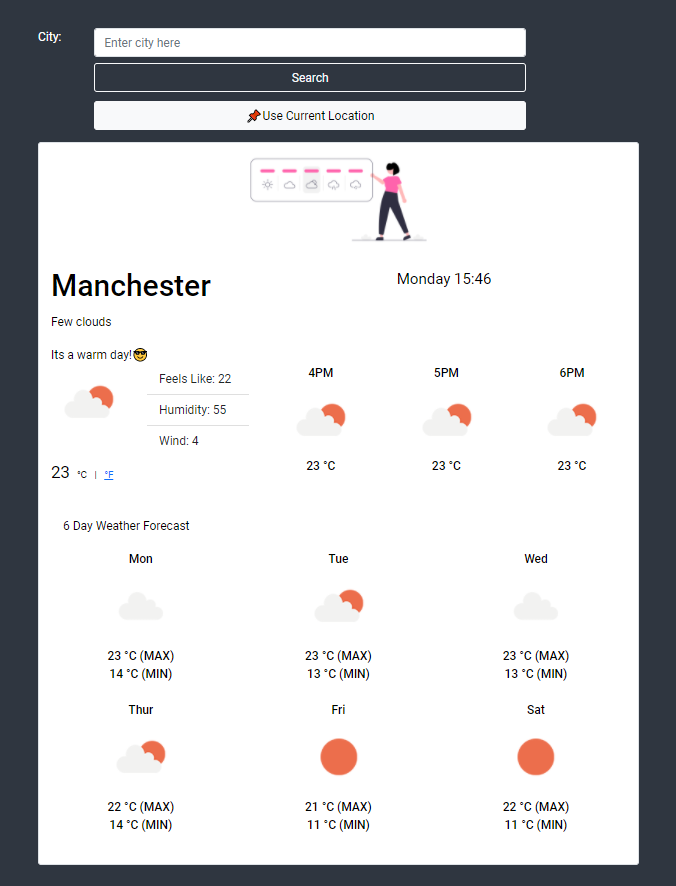 City:
Enter city here
Search
📌Use Current Location
Manchester
Monday 15:46
Few clouds
Its a warm day!😎
Feels Like: 22
Humidity: 55
Wind: 4
23 °C | °F
4PM 5PM 6PM
23 °C 23 °C 23 °C
6 Day Weather Forecast
Mon Tue Wed
23 °C (MAX) 23 °C (MAX) 23 °C (MAX)
14 °C (MIN) 13 °C (MIN) 13 °C (MIN)
Thur Fri Sat
22 °C (MAX) 21 °C (MAX) 22 °C (MAX)
14 °C (MIN) 11 °C (MIN) 11 °C (MIN)